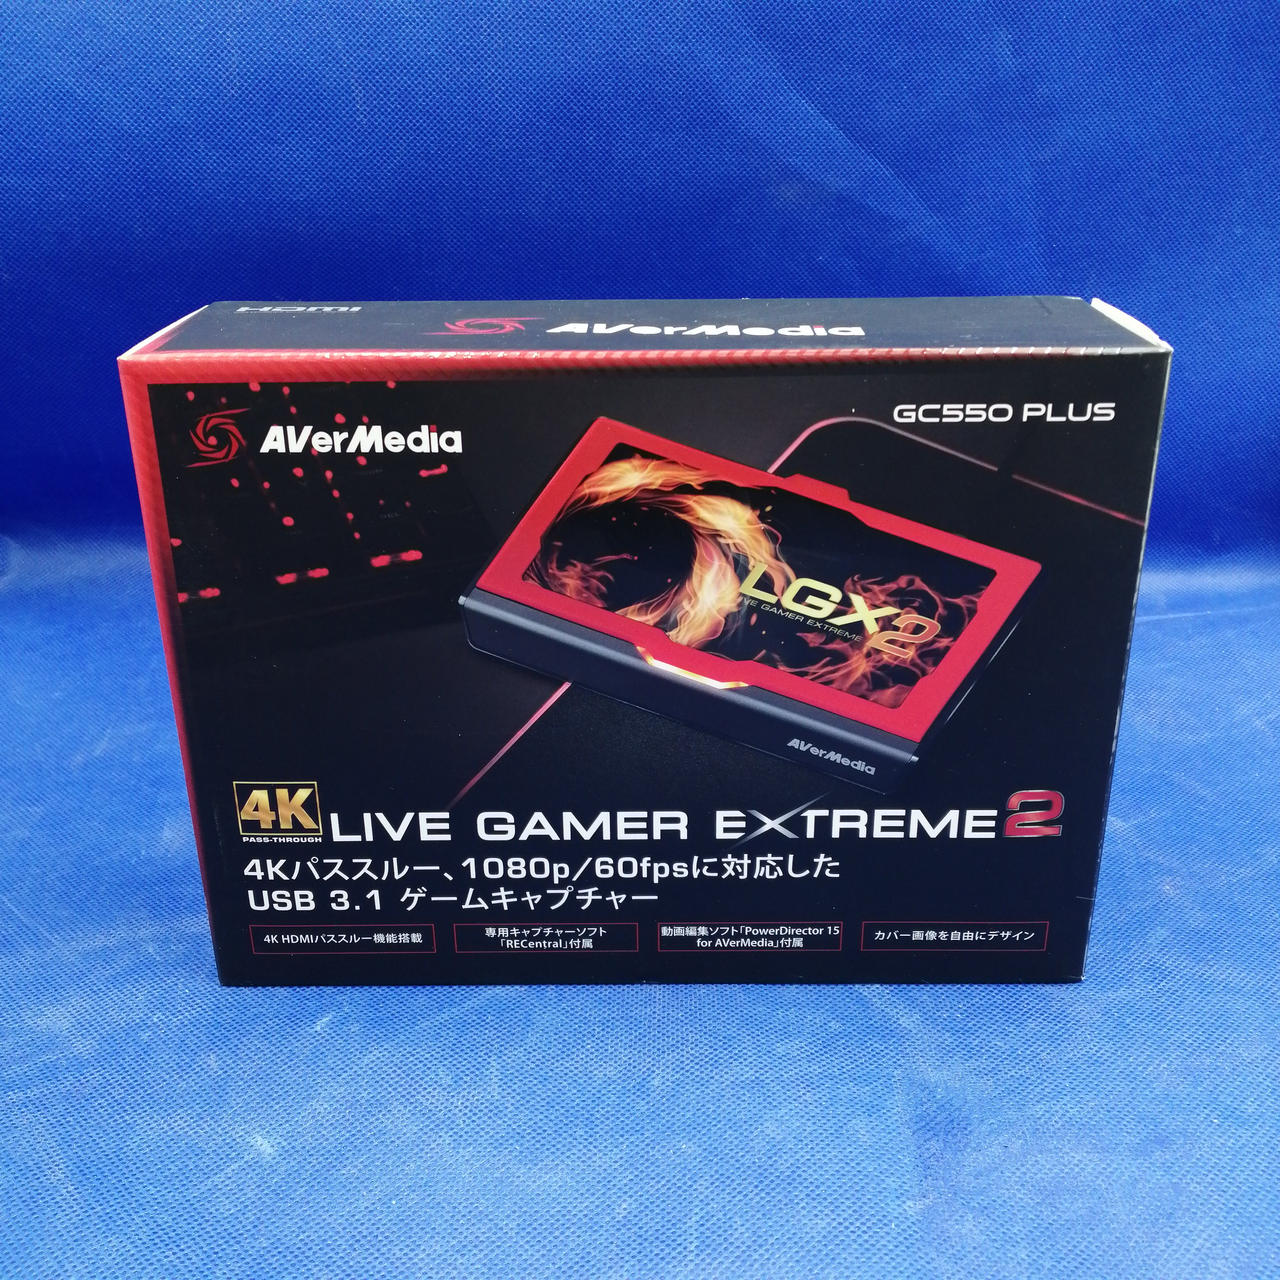 HDMI
AVerMedia
AVerMedia
GC550 PLUS
LGX2
LIVE GAMER EXTREME
AVerMedia
4K
PASS-THROUGH
LIVE GAMER EXTREME 2
4Kパススルー、1080p/60fpsに対応した
USB 3.1 ゲームキャプチャー
4K HDMIパススルー機能搭載
専用キャプチャーソフト
「RECentral」付属
動画編集ソフト「PowerDirector 15
for AVerMedia」付属
カバー画像を自由にデザイン